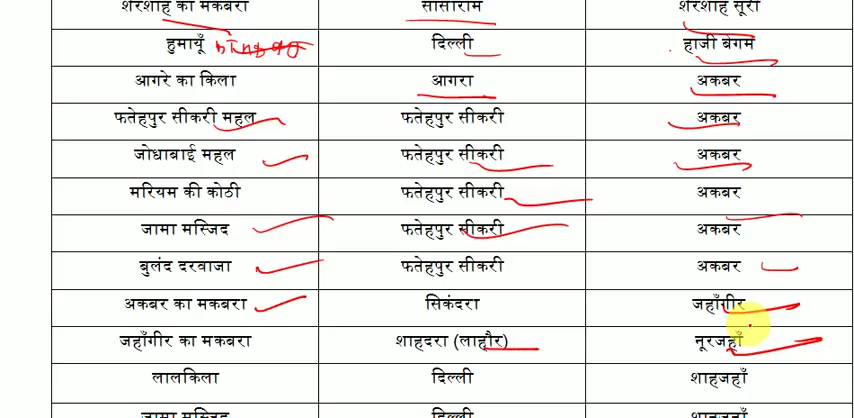 शेरशाह का मकबरा सासाराम शेरशाह सूरी
हुमायूँ दिल्ली हाजी बेगम
आगरे का किला आगरा अकबर
फतेहपुर सीकरी महल फतेहपुर सीकरी अकबर
जोधाबाई महल फतेहपुर सीकरी अकबर
मरियम की कोठी फतेहपुर सीकरी अकबर
जामा मस्जिद फतेहपुर सीकरी अकबर
बुलंद दरवाजा फतेहपुर सीकरी अकबर
अकबर का मकबरा सिकंदरा जहाँगीर
जहाँगीर का मकबरा शाहदरा (लाहौर) नूरजहाँ
लालकिला दिल्ली शाहजहाँ
जामा मस्जिद दिल्ली शाहजहाँ